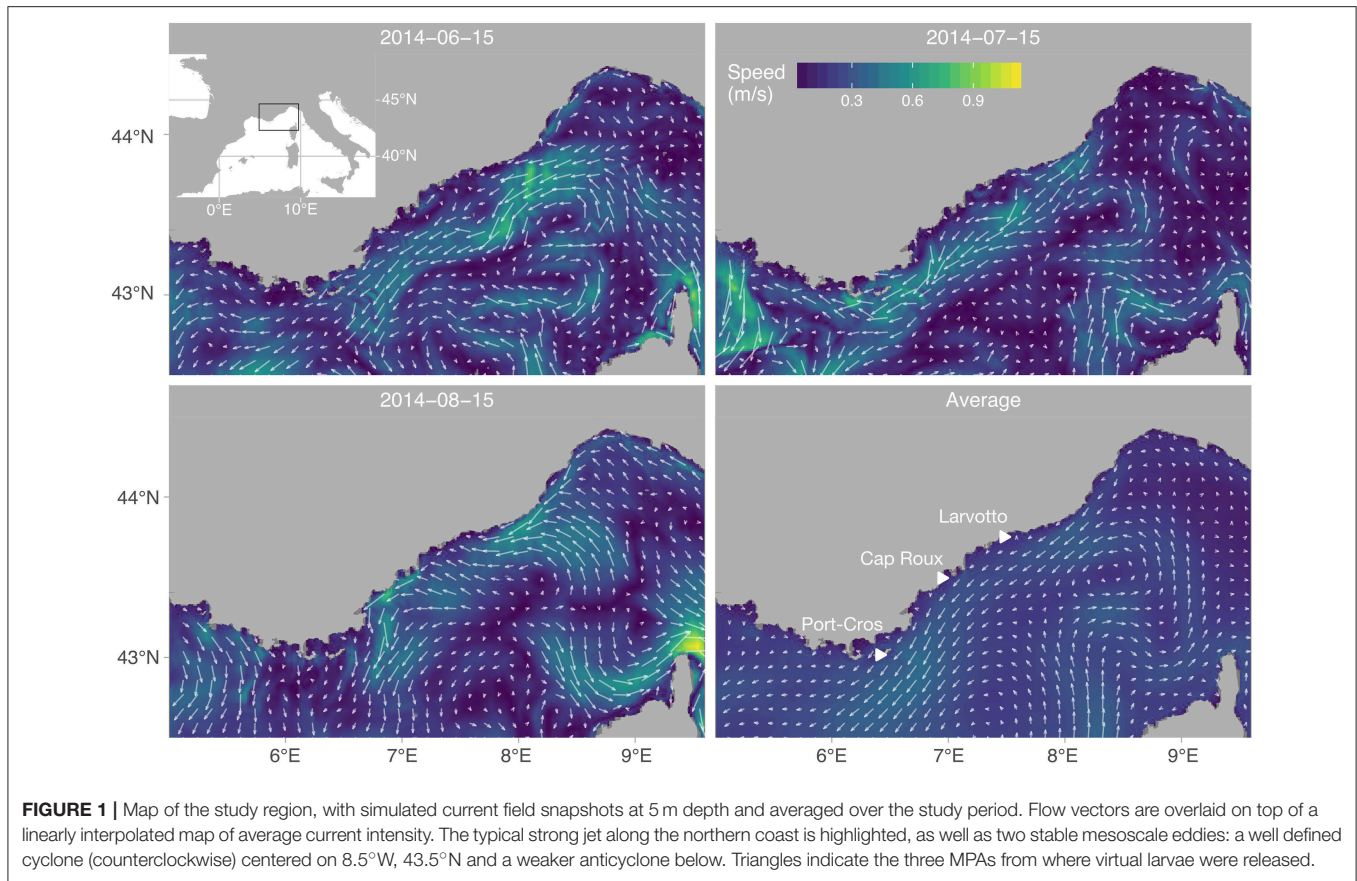 2014–06–15
2014–07–15
45°N
40°N
0°E
10°E
Speed
(m/s)
0.3
0.6
0.9
44°N
43°N
2014–08–15
Average
44°N
43°N
Larvotto
Cap Roux
Port-Cros
6°E
7°E
8°E
9°E
6°E
7°E
8°E
9°E
FIGURE 1 | Map of the study region, with simulated current field snapshots at 5 m depth and averaged over the study period. Flow vectors are overlaid on top of a
linearly interpolated map of average current intensity. The typical strong jet along the northern coast is highlighted, as well as two stable mesoscale eddies: a well defined
cyclone (counterclockwise) centered on 8.5°W, 43.5°N and a weaker anticyclone below. Triangles indicate the three MPAs from where virtual larvae were released.